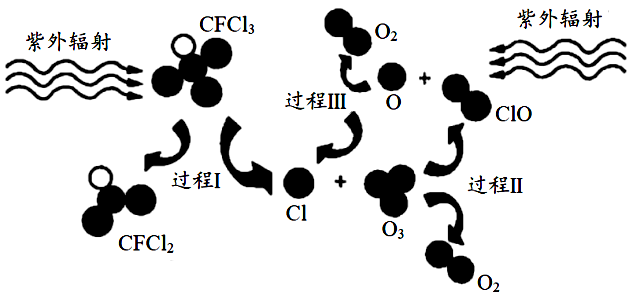 紫外辐射
CFCl₃
O₂
紫外辐射
过程III
O
+
ClO
过程I
Cl
+
O₃
过程II
CFCl₂
O₂